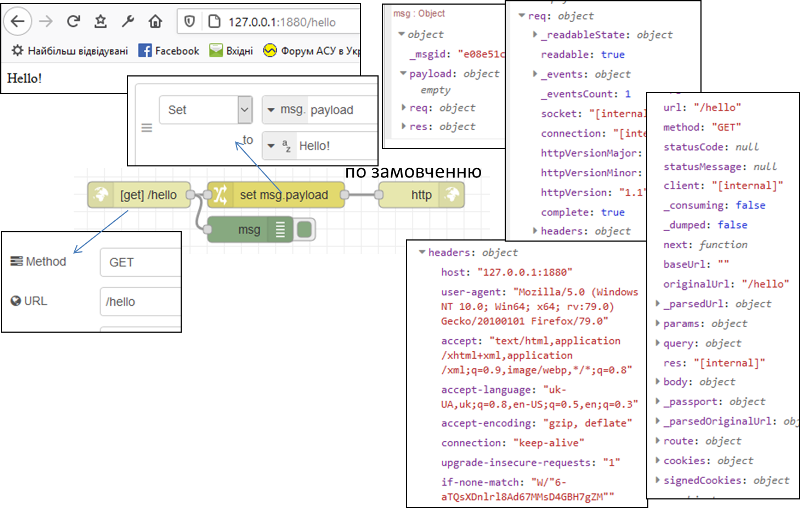 127.0.0.1:1880/hello
Найбільш відвідувані
Facebook
Вхідні
Форум АСУ в Укр
Hello!
Set
msg. payload
to
a
z
Hello!
по замовченню
[get] /hello
set msg.payload
http
msg
Method
GET
URL
/hello
msg : Object
object
_msgid: "e08e51c
payload: object
empty
req: object
res: object
req: object
_readableState: object
readable: true
_events: object
_eventsCount: 1
socket: "[interna
connection: "[inte
httpVersionMajor:
httpVersionMinor:
httpVersion: "1.1"
complete: true
headers: object
headers: object
host: "127.0.0.1:1880"
user-agent: "Mozilla/5.0 (Windows
NT 10.0; Win64; x64; rv:79.0)
Gecko/20100101 Firefox/79.0"
accept: "text/html,application
/xhtml+xml,application
/xml;q=0.9,image/webp,*/*;q=0.8"
accept-language: "uk-
UA,uk;q=0.8,en-US;q=0.5,en;q=0.3"
accept-encoding: "gzip, deflate"
connection: "keep-alive"
upgrade-insecure-requests: "1"
if-none-match: "W/"6-
aTQsXDnlrl8Ad67MMsD4GBH7gZM""
url: "/hello"
method: "GET"
statusCode: null
statusMessage: null
client: "[internal]"
_consuming: false
_dumped: false
next: function
baseUrl: ""
originalUrl: "/hello"
_parsedUrl: object
params: object
query: object
res: "[internal]"
body: object
_passport: object
_parsedOriginalUrl: obj
route: object
cookies: object
signedCookies: object